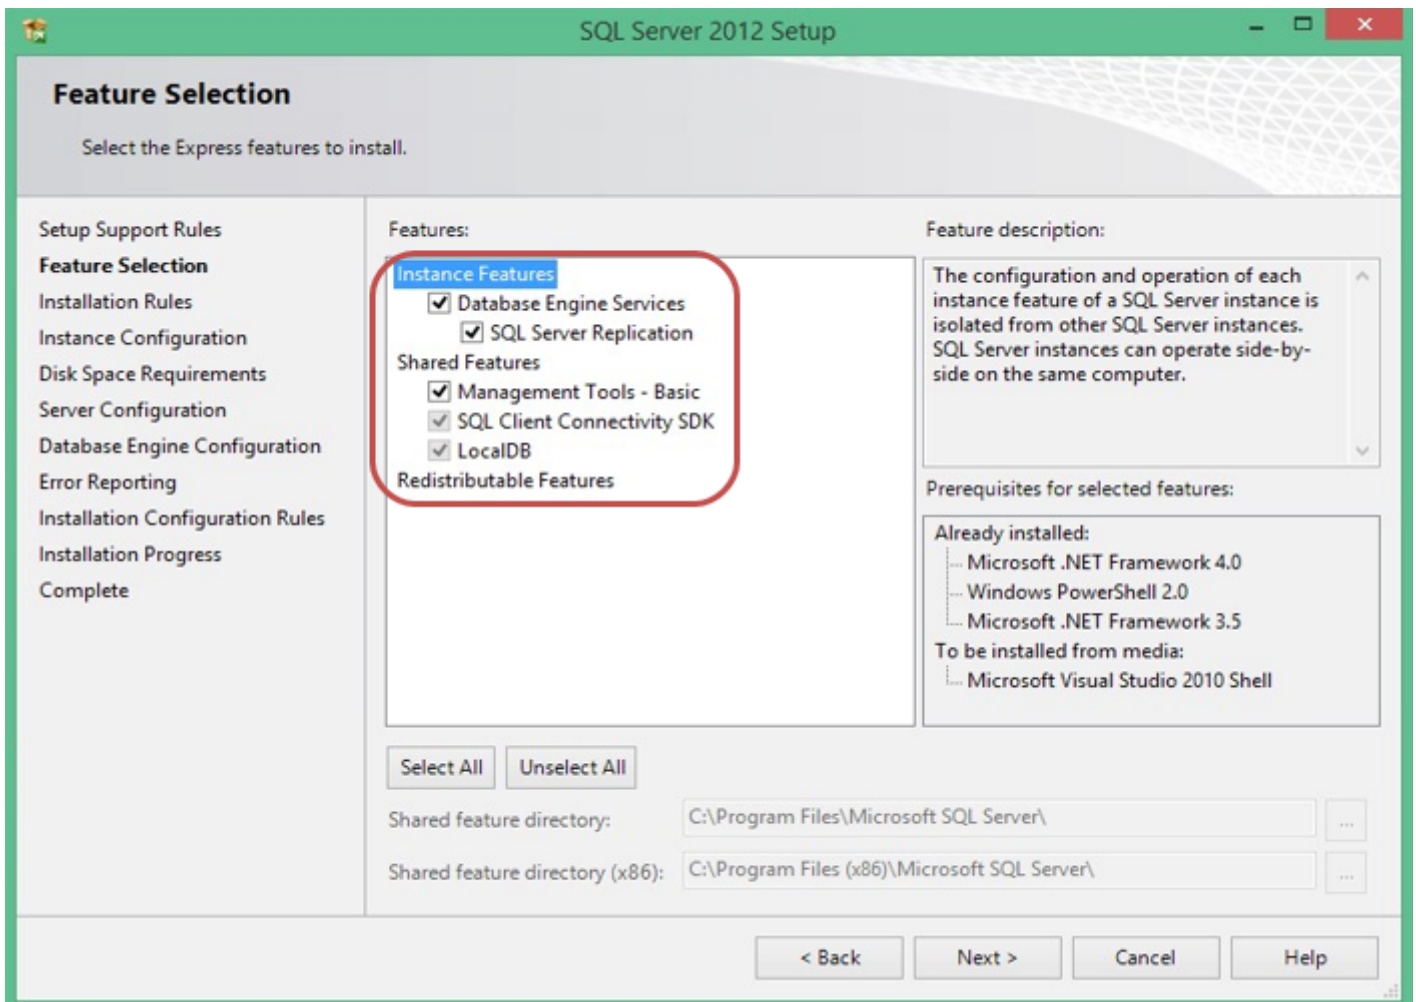 SQL Server 2012 Setup
Feature Selection
Select the Express features to install.
Setup Support Rules
Feature Selection
Installation Rules
Instance Configuration
Disk Space Requirements
Server Configuration
Database Engine Configuration
Error Reporting
Installation Configuration Rules
Installation Progress
Complete
Features:
Instance Features
Database Engine Services
SQL Server Replication
Shared Features
Management Tools - Basic
SQL Client Connectivity SDK
LocalDB
Redistributable Features
Feature description:
The configuration and operation of each
instance feature of a SQL Server instance is
isolated from other SQL Server instances.
SQL Server instances can operate side-by-
side on the same computer.
Prerequisites for selected features:
Already installed:
Microsoft .NET Framework 4.0
Windows PowerShell 2.0
Microsoft .NET Framework 3.5
To be installed from media:
Microsoft Visual Studio 2010 Shell
Select All
Unselect All
Shared feature directory:
C:\Program Files\Microsoft SQL Server\
...
Shared feature directory (x86):
C:\Program Files (x86)\Microsoft SQL Server\
...
< Back
Next >
Cancel
Help